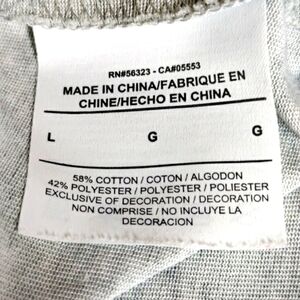 RN#56323 - CA#05553
MADE IN CHINA/FABRIQUE EN
CHINE/HECHO EN CHINA
L G G
58% COTTON / COTON / ALGODON
42% POLYESTER / POLYESTER / POLIESTER
EXCLUSIVE OF DECORATION / DECORATION
NON COMPRISE / NO INCLUYE LA
DECORACION